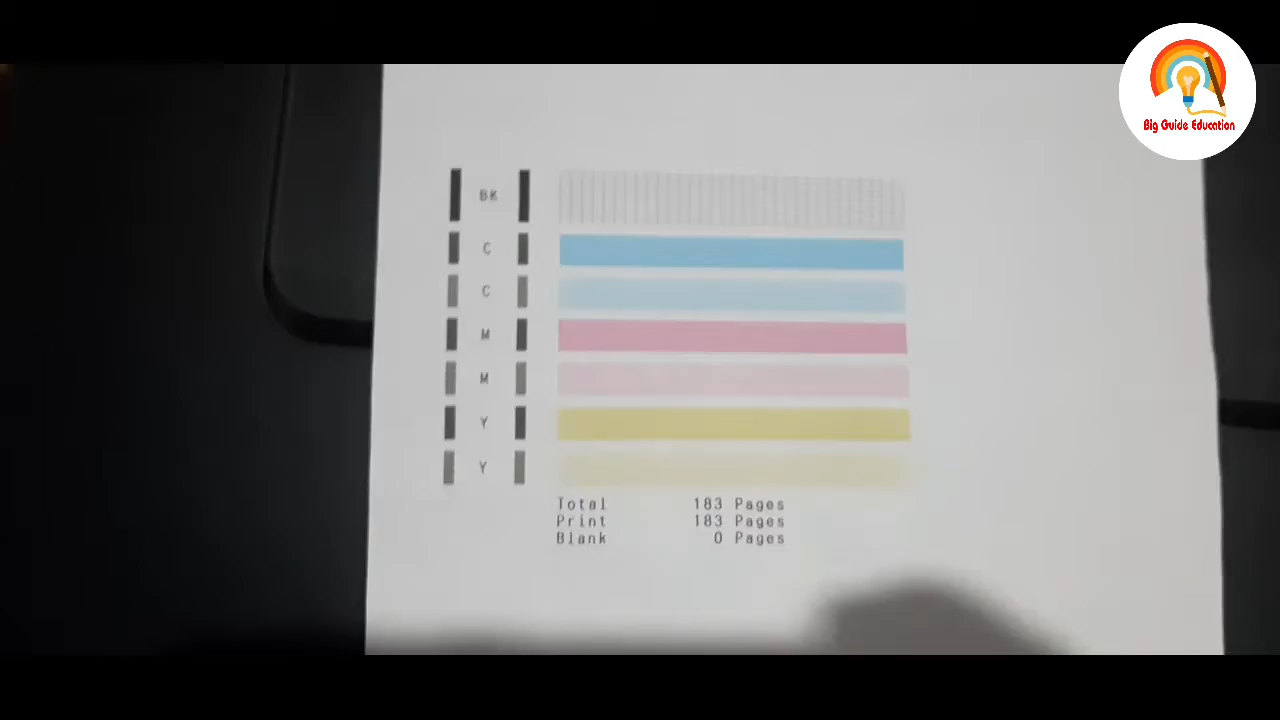 Big Guide Education
BK
C
C
M
M
Y
Y
Total 183 Pages
Print 183 Pages
Blank 0 Pages